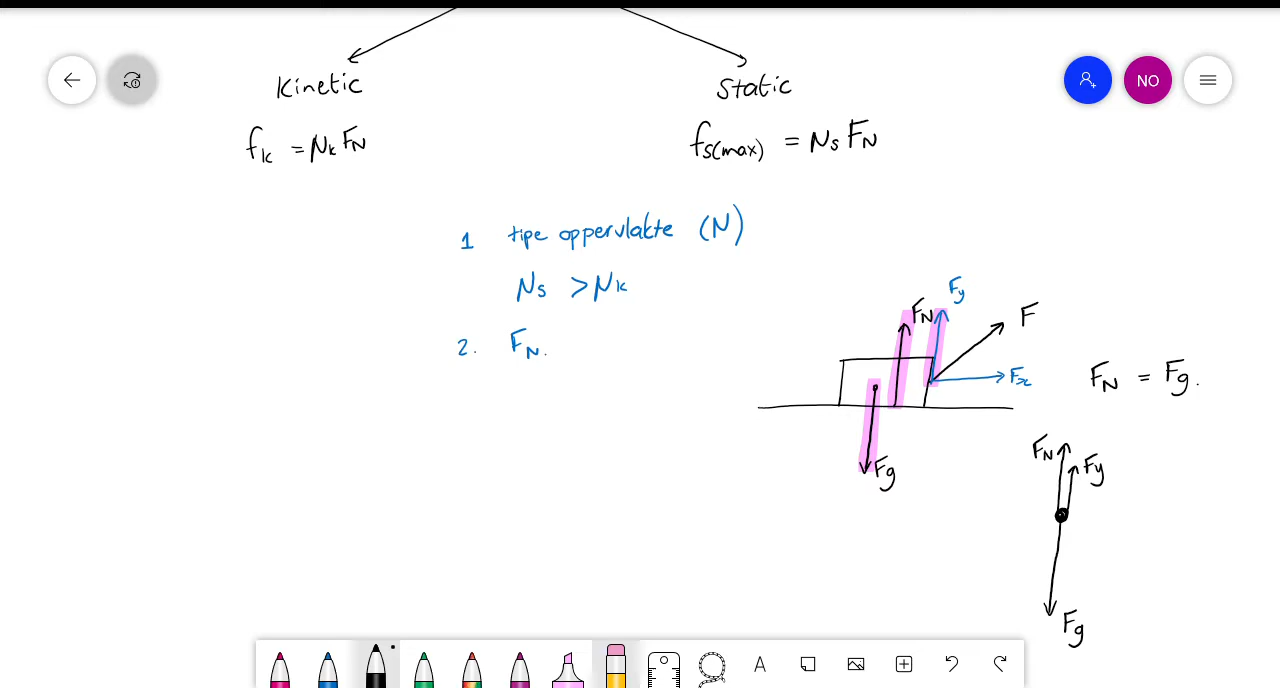 Kinetic
Static
fk = μk FN
fs(max) = μs FN
1 tipe oppervlakte (μ)
μs > μk
2. FN.
Fy
FN
F
Fx
FN = Fg.
Fg
FN
Fy
Fg
NO
A